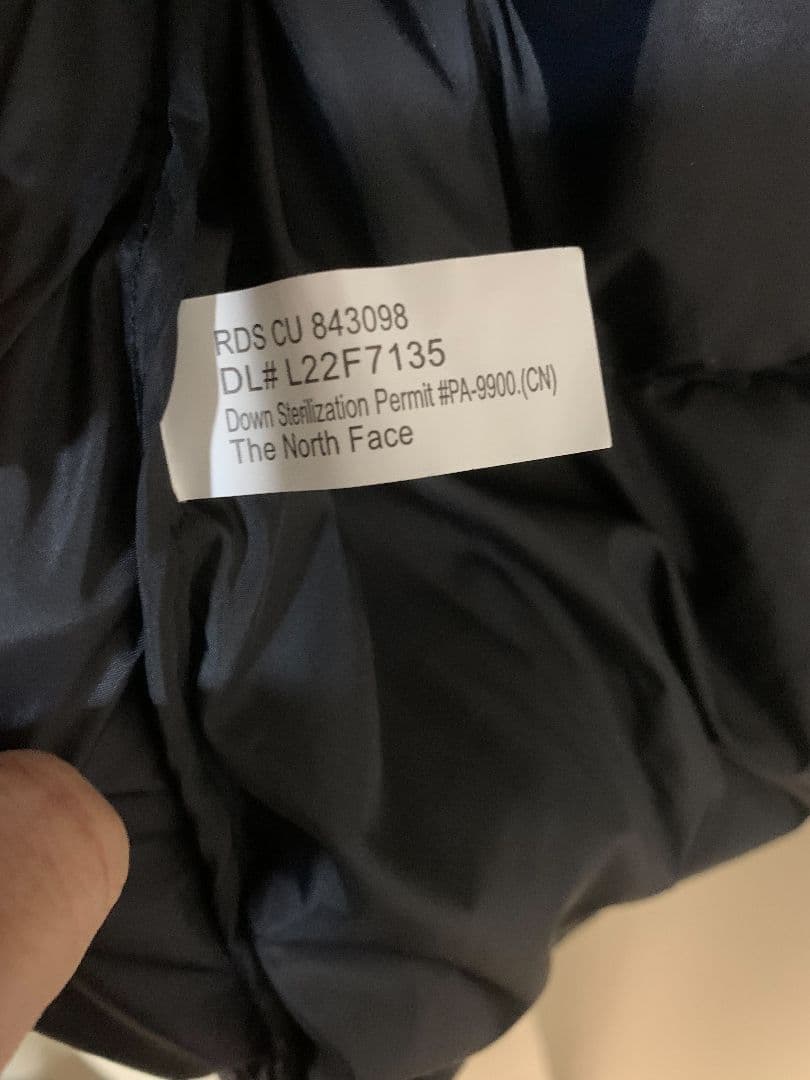 RDS CU 843098
DL# L22F7135
Down Sterilization Permit #PA-9900.(CN)
The North Face